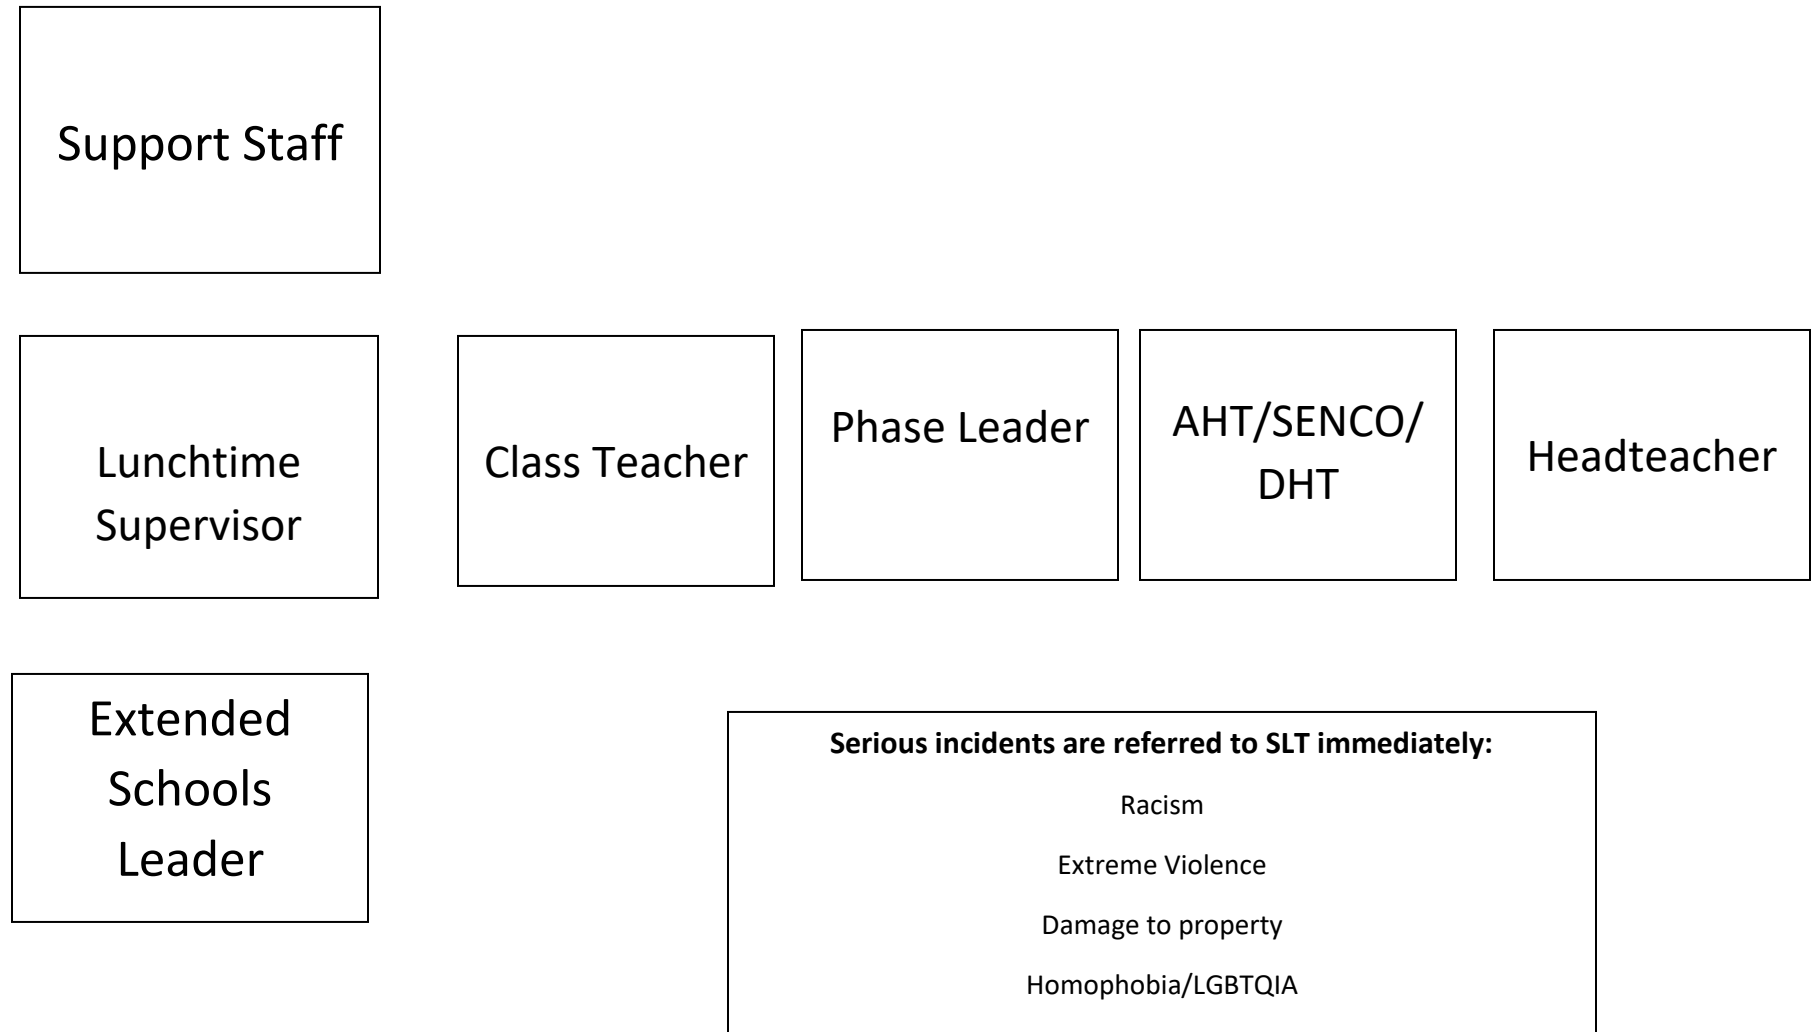 Support Staff
Lunchtime
Supervisor
Class Teacher
Phase Leader
AHT/SENCO/
DHT
Headteacher
Extended
Schools
Leader
Serious incidents are referred to SLT immediately:
Racism
Extreme Violence
Damage to property
Homophobia/LGBTQIA